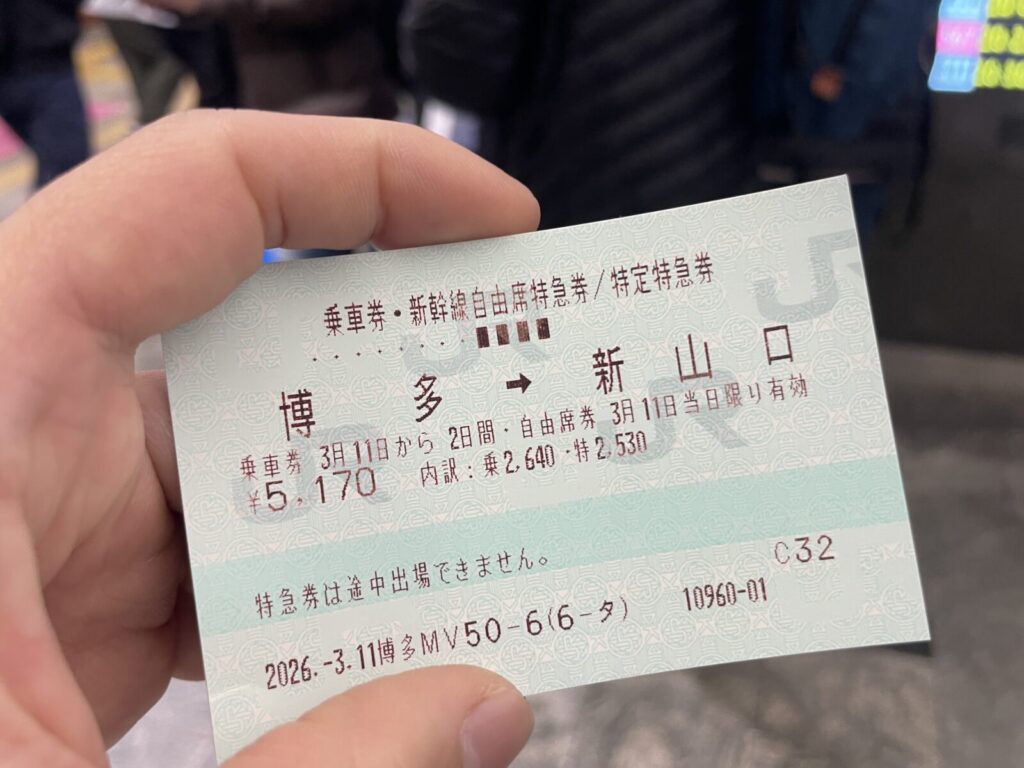 乗車券・新幹線自由席特急券/特定特急券
博多→新山口
乗車券 3月11日から 2日間・自由席券 3月11日当日限り有効
¥5,170 内訳:乗2,640・特2,530
C32
特急券は途中出場できません。
2026.-3.11博多MV50-6(6-タ) 10960-01